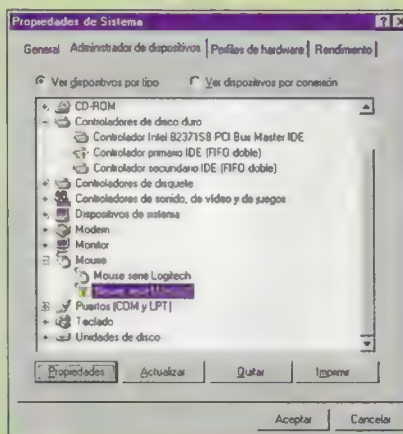 Propiedades de Sistema
General Administrador de dispositivos Perfiles de hardware Rendimiento
Ver dispositivos por tipo Ver dispositivos por conexión
CD-ROM
Controladores de disco duro
Controlador Intel 82371SB PCI Bus Master IDE
Controlador primario IDE (FIFO doble)
Controlador secundario IDE (FIFO doble)
Controladores de disquete
Controladores de sonido, de vídeo y de juegos
Dispositivos de sistema
Modem
Monitor
Mouse
Mouse serie Logitech
Puertos (COM y LPT)
Teclado
Unidades de disco
Propiedades Actualizar Quitar Imprimir
Aceptar Cancelar